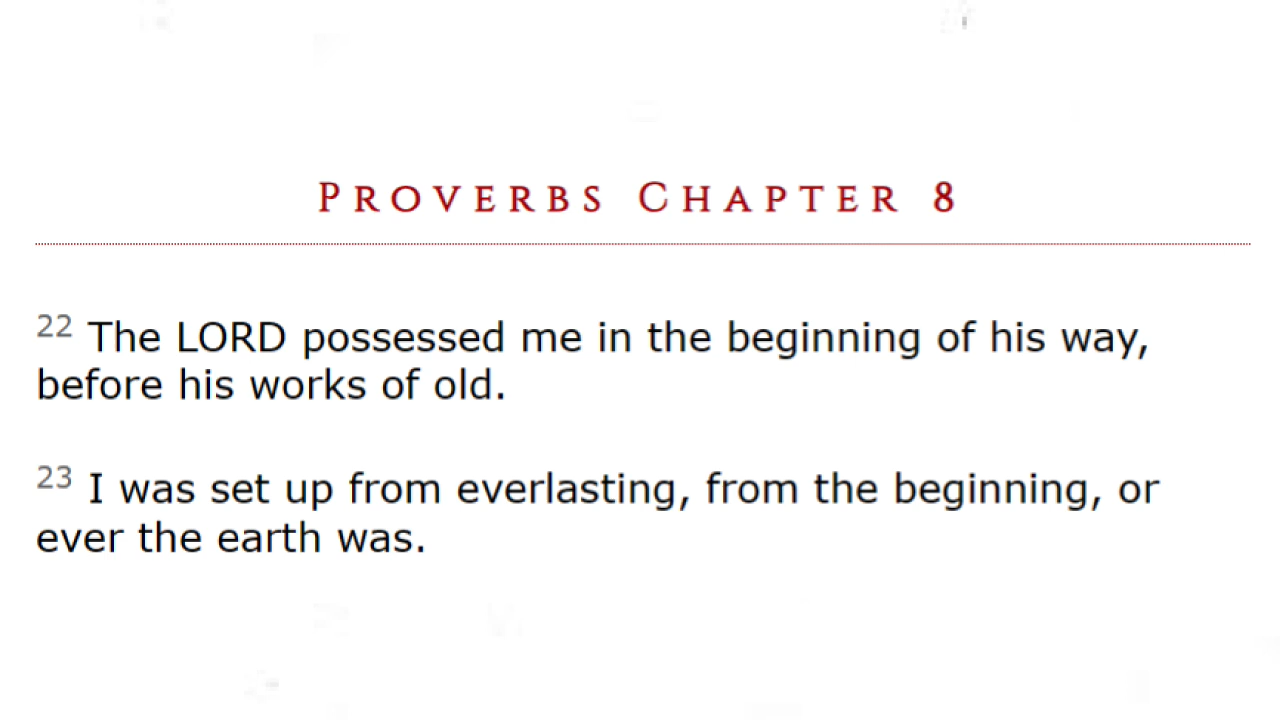 Proverbs Chapter 8
22 The LORD possessed me in the beginning of his way,
before his works of old.
23 I was set up from everlasting, from the beginning, or
ever the earth was.